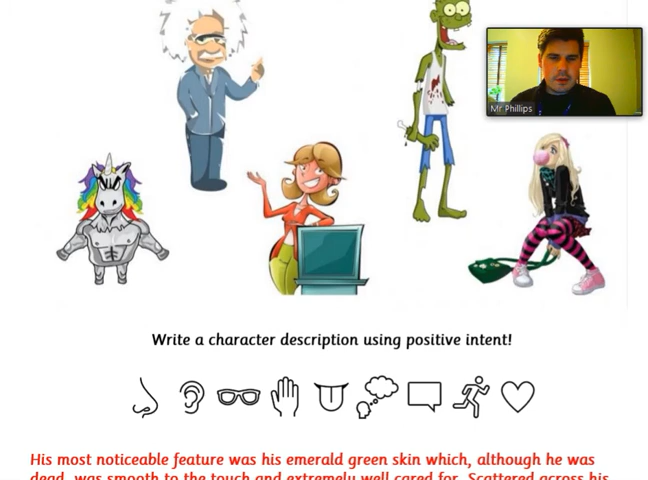 Mr Phillips
Write a character description using positive intent!
His most noticeable feature was his emerald green skin which, although he was
dead, was smooth to the touch and extremely well cared for. Scattered across his